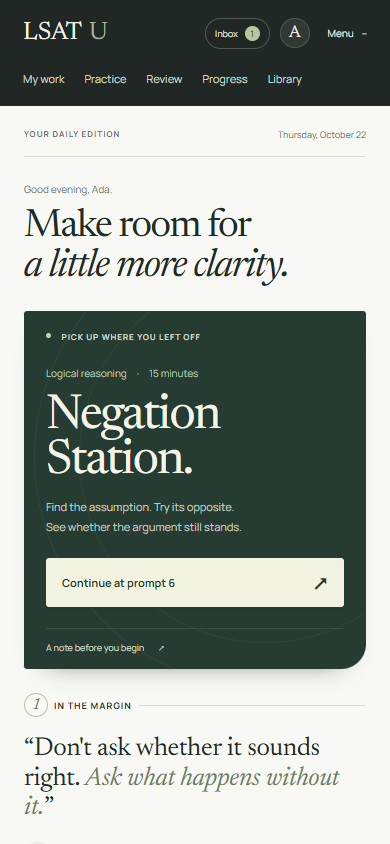 LSAT U
Inbox 1
A
Menu –
My work Practice Review Progress Library
YOUR DAILY EDITION
Thursday, October 22
Good evening, Ada.
Make room for
a little more clarity.
PICK UP WHERE YOU LEFT OFF
Logical reasoning · 15 minutes
Negation
Station.
Find the assumption. Try its opposite.
See whether the argument still stands.
Continue at prompt 6 ↗
A note before you begin ↗
1 IN THE MARGIN
“Don't ask whether it sounds
right. Ask what happens without
it.”